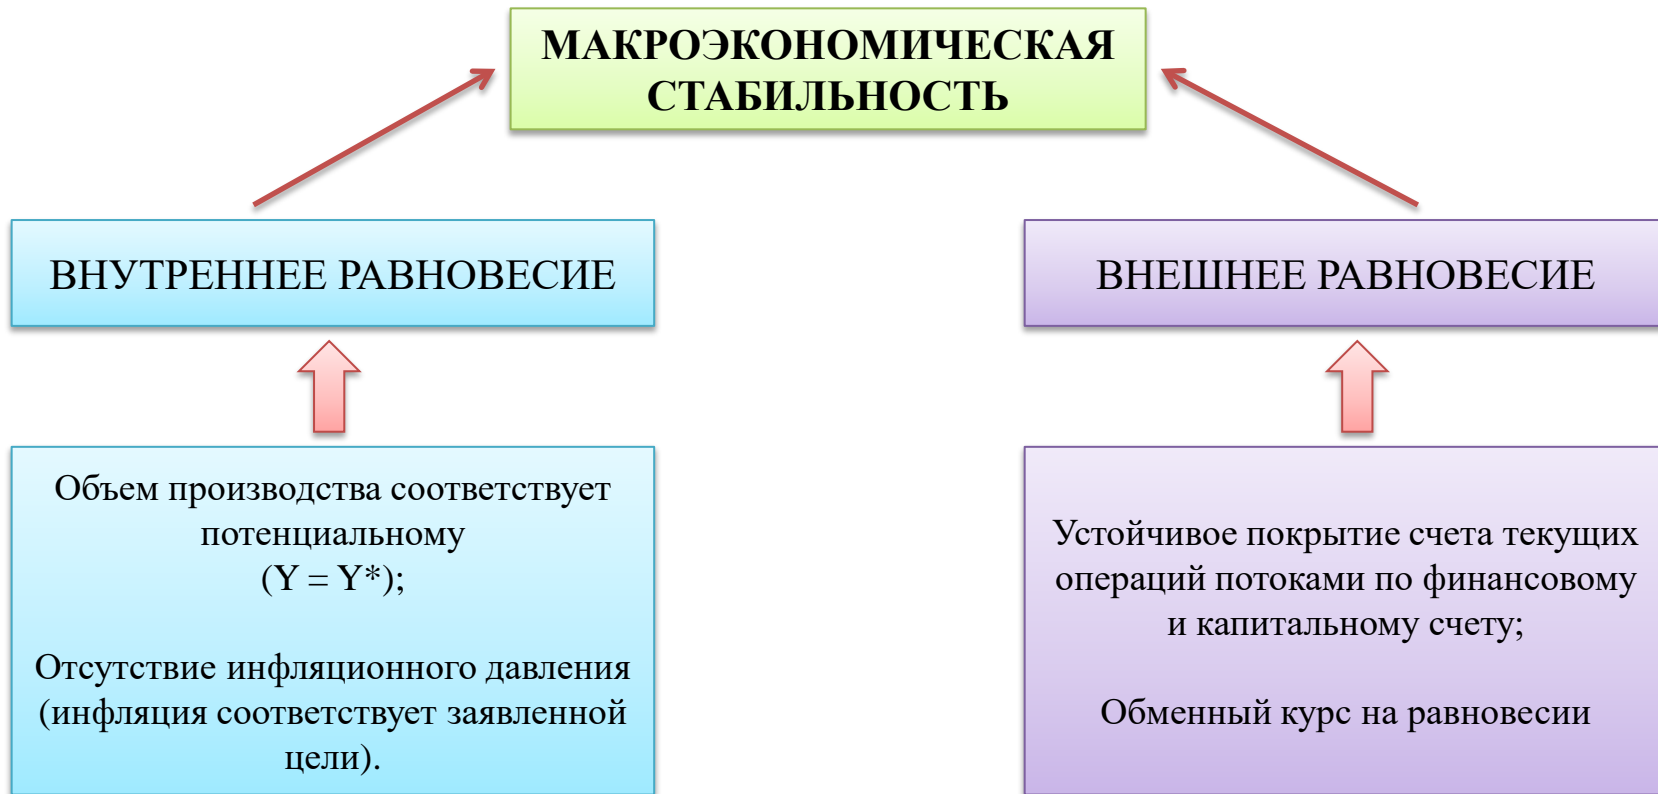 МАКРОЭКОНОМИЧЕСКАЯ
СТАБИЛЬНОСТЬ
ВНУТРЕННЕЕ РАВНОВЕСИЕ
ВНЕШНЕЕ РАВНОВЕСИЕ
Объем производства соответствует
потенциальному
(Y = Y*);
Отсутствие инфляционного давления
(инфляция соответствует заявленной
цели).
Устойчивое покрытие счета текущих
операций потоками по финансовому
и капитальному счету;
Обменный курс на равновесии